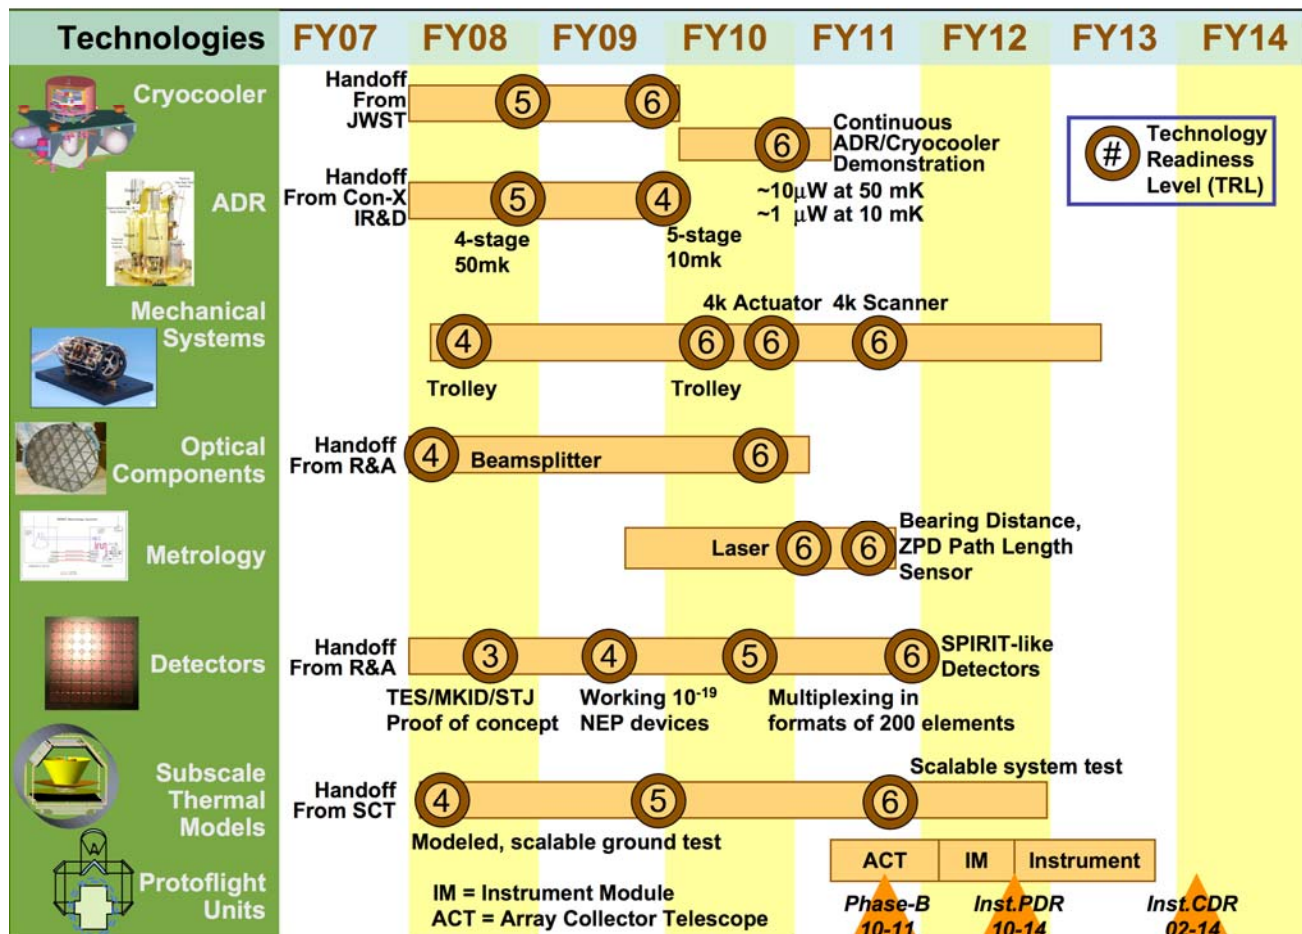 Technologies FY07 FY08 FY09 FY10 FY11 FY12 FY13 FY14
Cryocooler
Handoff
From
JWST
5 6
6
Continuous
ADR/Cryocooler
Demonstration
~10μW at 50 mK
~1 μW at 10 mK
# Technology
Readiness
Level (TRL)
ADR
Handoff
From Con-X
IR&D
5 4
4-stage
50mk
5-stage
10mk
Mechanical
Systems
4k Actuator 4k Scanner
4 6 6 6
Trolley Trolley
Optical
Components
Handoff
From R&A
4 Beamsplitter 6
Metrology
Laser 6 6
Bearing Distance,
ZPD Path Length
Sensor
Detectors
Handoff
From R&A
3 4 5 6
SPIRIT-like
Detectors
TES/MKID/STJ
Proof of concept
Working 10⁻¹⁹
NEP devices
Multiplexing in
formats of 200 elements
Subscale
Thermal
Models
Handoff
From SCT
4 5 6
Scalable system test
Modeled, scalable ground test
Protoflight
Units
IM = Instrument Module
ACT = Array Collector Telescope
ACT IM Instrument
Phase-B
10-11
Inst.PDR
10-14
Inst.CDR
02-14